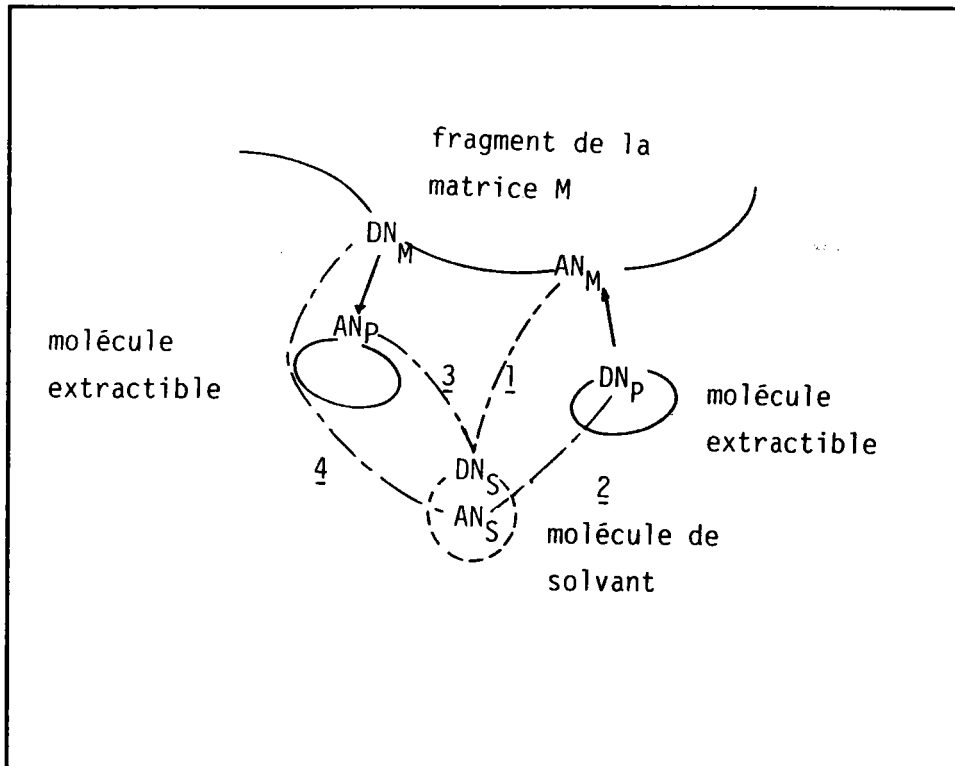 fragment de la
matrice M
DN_M
AN_M
AN_P
molécule
extractible
3
1
DN_P
molécule
extractible
4
DN_S
AN_S
2
molécule de
solvant